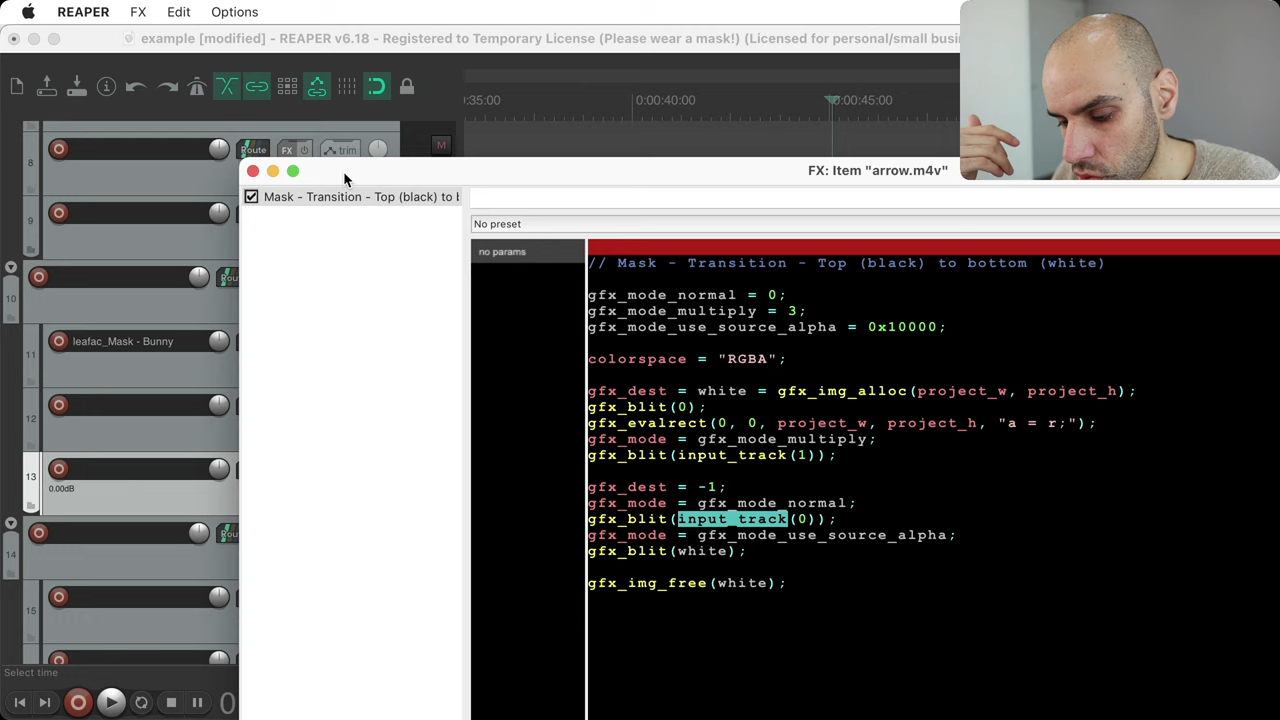 REAPER FX Edit Options
example [modified] - REAPER v6.18 - Registered to Temporary License (Please wear a mask!) (Licensed for personal/small busi
:35:00 0:00:40:00 0:00:45:00
8 Route FX trim M
FX: Item "arrow.m4v"
Mask - Transition - Top (black) to b
9
No preset
no params
// Mask - Transition - Top (black) to bottom (white)
10 Rou
gfx_mode_normal = 0;
gfx_mode_multiply = 3;
gfx_mode_use_source_alpha = 0x10000;
11 leafac_Mask - Bunny
colorspace = "RGBA";
gfx_dest = white = gfx_img_alloc(project_w, project_h);
12
gfx_blit(0);
gfx_evalrect(0, 0, project_w, project_h, "a = r;");
gfx_mode = gfx_mode_multiply;
gfx_blit(input_track(1));
13
0.00dB
gfx_dest = -1;
gfx_mode = gfx_mode_normal;
gfx_blit(input_track(0));
gfx_mode = gfx_mode_use_source_alpha;
gfx_blit(white);
14 Rou
gfx_img_free(white);
15
Select time
0